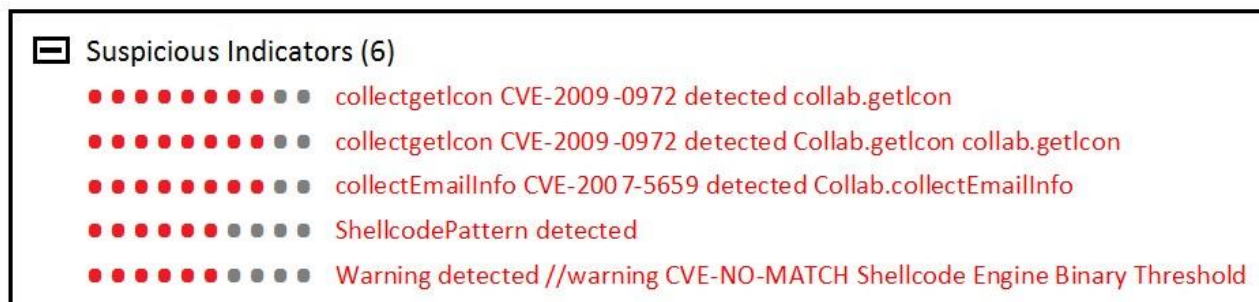 Suspicious Indicators (6)
collectgetIcon CVE-2009-0972 detected collab.getIcon
collectgetIcon CVE-2009-0972 detected Collab.getIcon collab.getIcon
collectEmailInfo CVE-2007-5659 detected Collab.collectEmailInfo
ShellcodePattern detected
Warning detected //warning CVE-NO-MATCH Shellcode Engine Binary Threshold